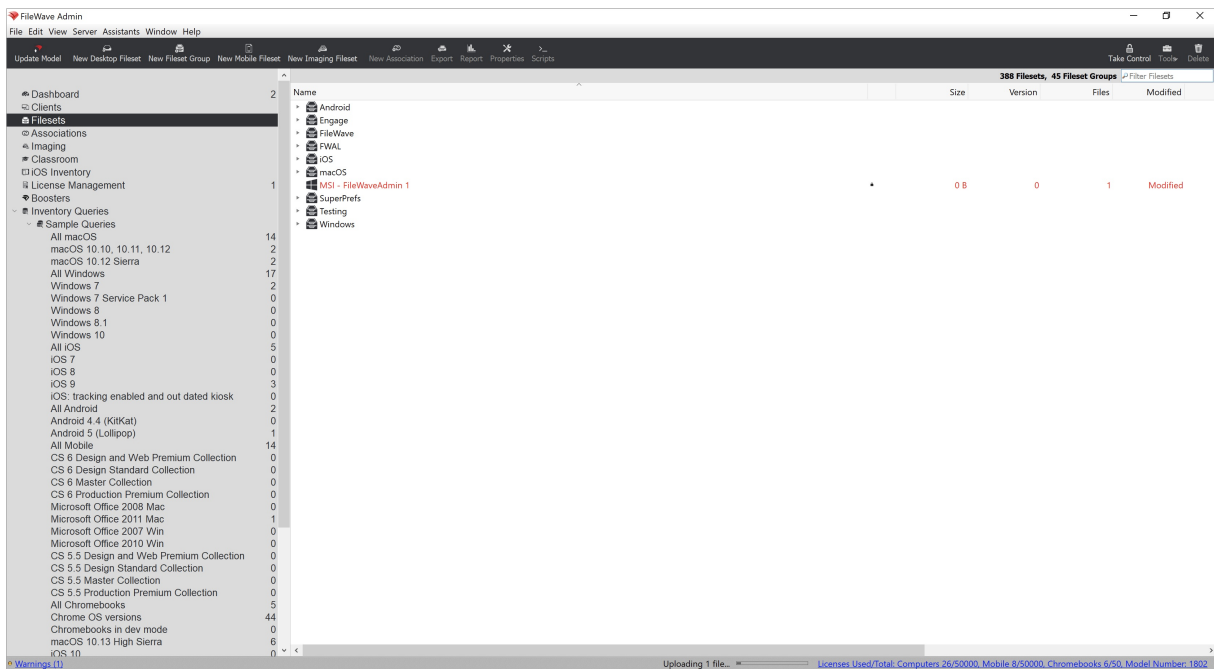 FileWave Admin
File Edit View Server Assistants Window Help
Update Model New Desktop Fileset New Fileset Group New Mobile Fileset New Imaging Fileset New Association Export Report Properties Scripts Take Control Tools Delete
388 Filesets, 45 Fileset Groups Filter Filesets
Dashboard 2
Clients
Filesets
Associations
Imaging
Classroom
iOS Inventory
License Management 1
Boosters
Inventory Queries
Sample Queries
All macOS 14
macOS 10.10, 10.11, 10.12 2
macOS 10.12 Sierra 2
All Windows 17
Windows 7 2
Windows 7 Service Pack 1 0
Windows 8 0
Windows 8.1 0
Windows 10 0
All iOS 5
iOS 7 0
iOS 8 0
iOS 9 3
iOS: tracking enabled and out dated kiosk 0
All Android 2
Android 4.4 (KitKat) 0
Android 5 (Lollipop) 1
All Mobile 14
CS 6 Design and Web Premium Collection 0
CS 6 Design Standard Collection 0
CS 6 Master Collection 0
CS 6 Production Premium Collection 0
Microsoft Office 2008 Mac 0
Microsoft Office 2011 Mac 1
Microsoft Office 2007 Win 0
Microsoft Office 2010 Win 0
CS 5.5 Design and Web Premium Collection 0
CS 5.5 Design Standard Collection 0
CS 5.5 Master Collection 0
CS 5.5 Production Premium Collection 0
All Chromebooks 5
Chrome OS versions 44
Chromebooks in dev mode 0
macOS 10.13 High Sierra 6
iOS 10 0
Name Size Version Files Modified
Android
Engage
FileWave
FWAL
iOS
macOS
MSI - FileWaveAdmin 1 0 B 0 1 Modified
SuperPrefs
Testing
Windows
Warnings (1) Uploading 1 file... Licenses Used/Total: Computers 26/50000, Mobile 8/50000, Chromebooks 6/50, Model Number: 1802